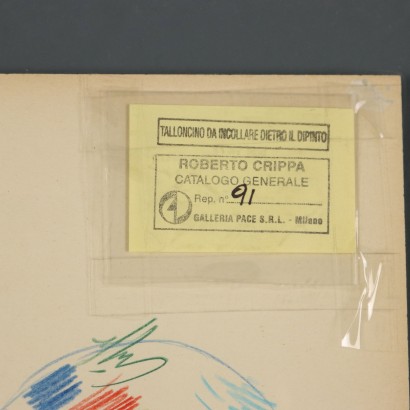 TALLONCINO DA INCOLLARE DIETRO IL DIPINTO
ROBERTO CRIPPA
CATALOGO GENERALE
Rep. n° 91
GALLERIA PACE S.R.L. - Milano